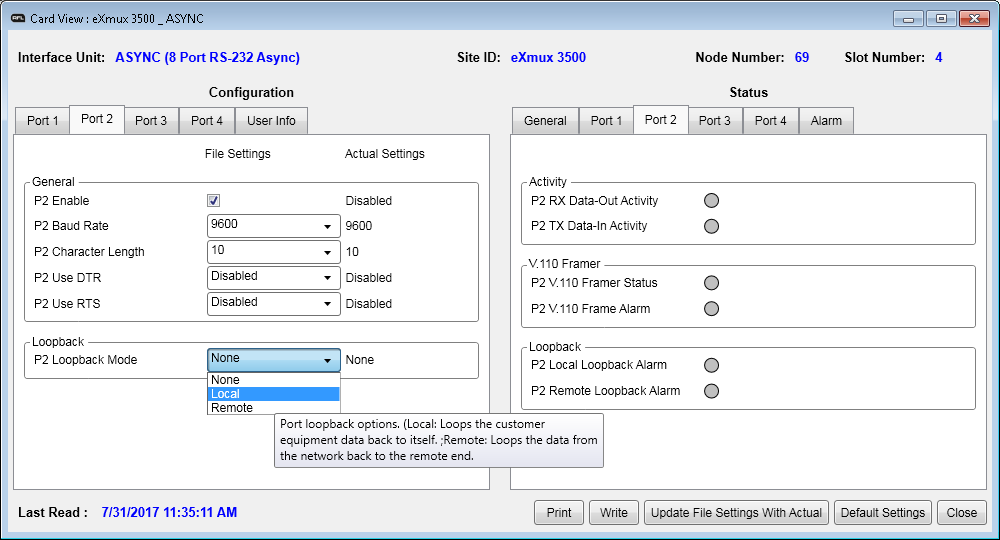 AFL Card View : eXmux 3500 _ ASYNC
Interface Unit: ASYNC (8 Port RS-232 Async) Site ID: eXmux 3500 Node Number: 69 Slot Number: 4
Configuration
Port 1 Port 2 Port 3 Port 4 User Info
File Settings Actual Settings
General
P2 Enable Disabled
P2 Baud Rate 9600 9600
P2 Character Length 10 10
P2 Use DTR Disabled Disabled
P2 Use RTS Disabled Disabled
Loopback
P2 Loopback Mode None None
None
Local
Remote
Port loopback options. (Local: Loops the customer
equipment data back to itself. ;Remote: Loops the data from
the network back to the remote end.
Status
General Port 1 Port 2 Port 3 Port 4 Alarm
Activity
P2 RX Data-Out Activity
P2 TX Data-In Activity
V.110 Framer
P2 V.110 Framer Status
P2 V.110 Frame Alarm
Loopback
P2 Local Loopback Alarm
P2 Remote Loopback Alarm
Last Read : 7/31/2017 11:35:11 AM
Print Write Update File Settings With Actual Default Settings Close